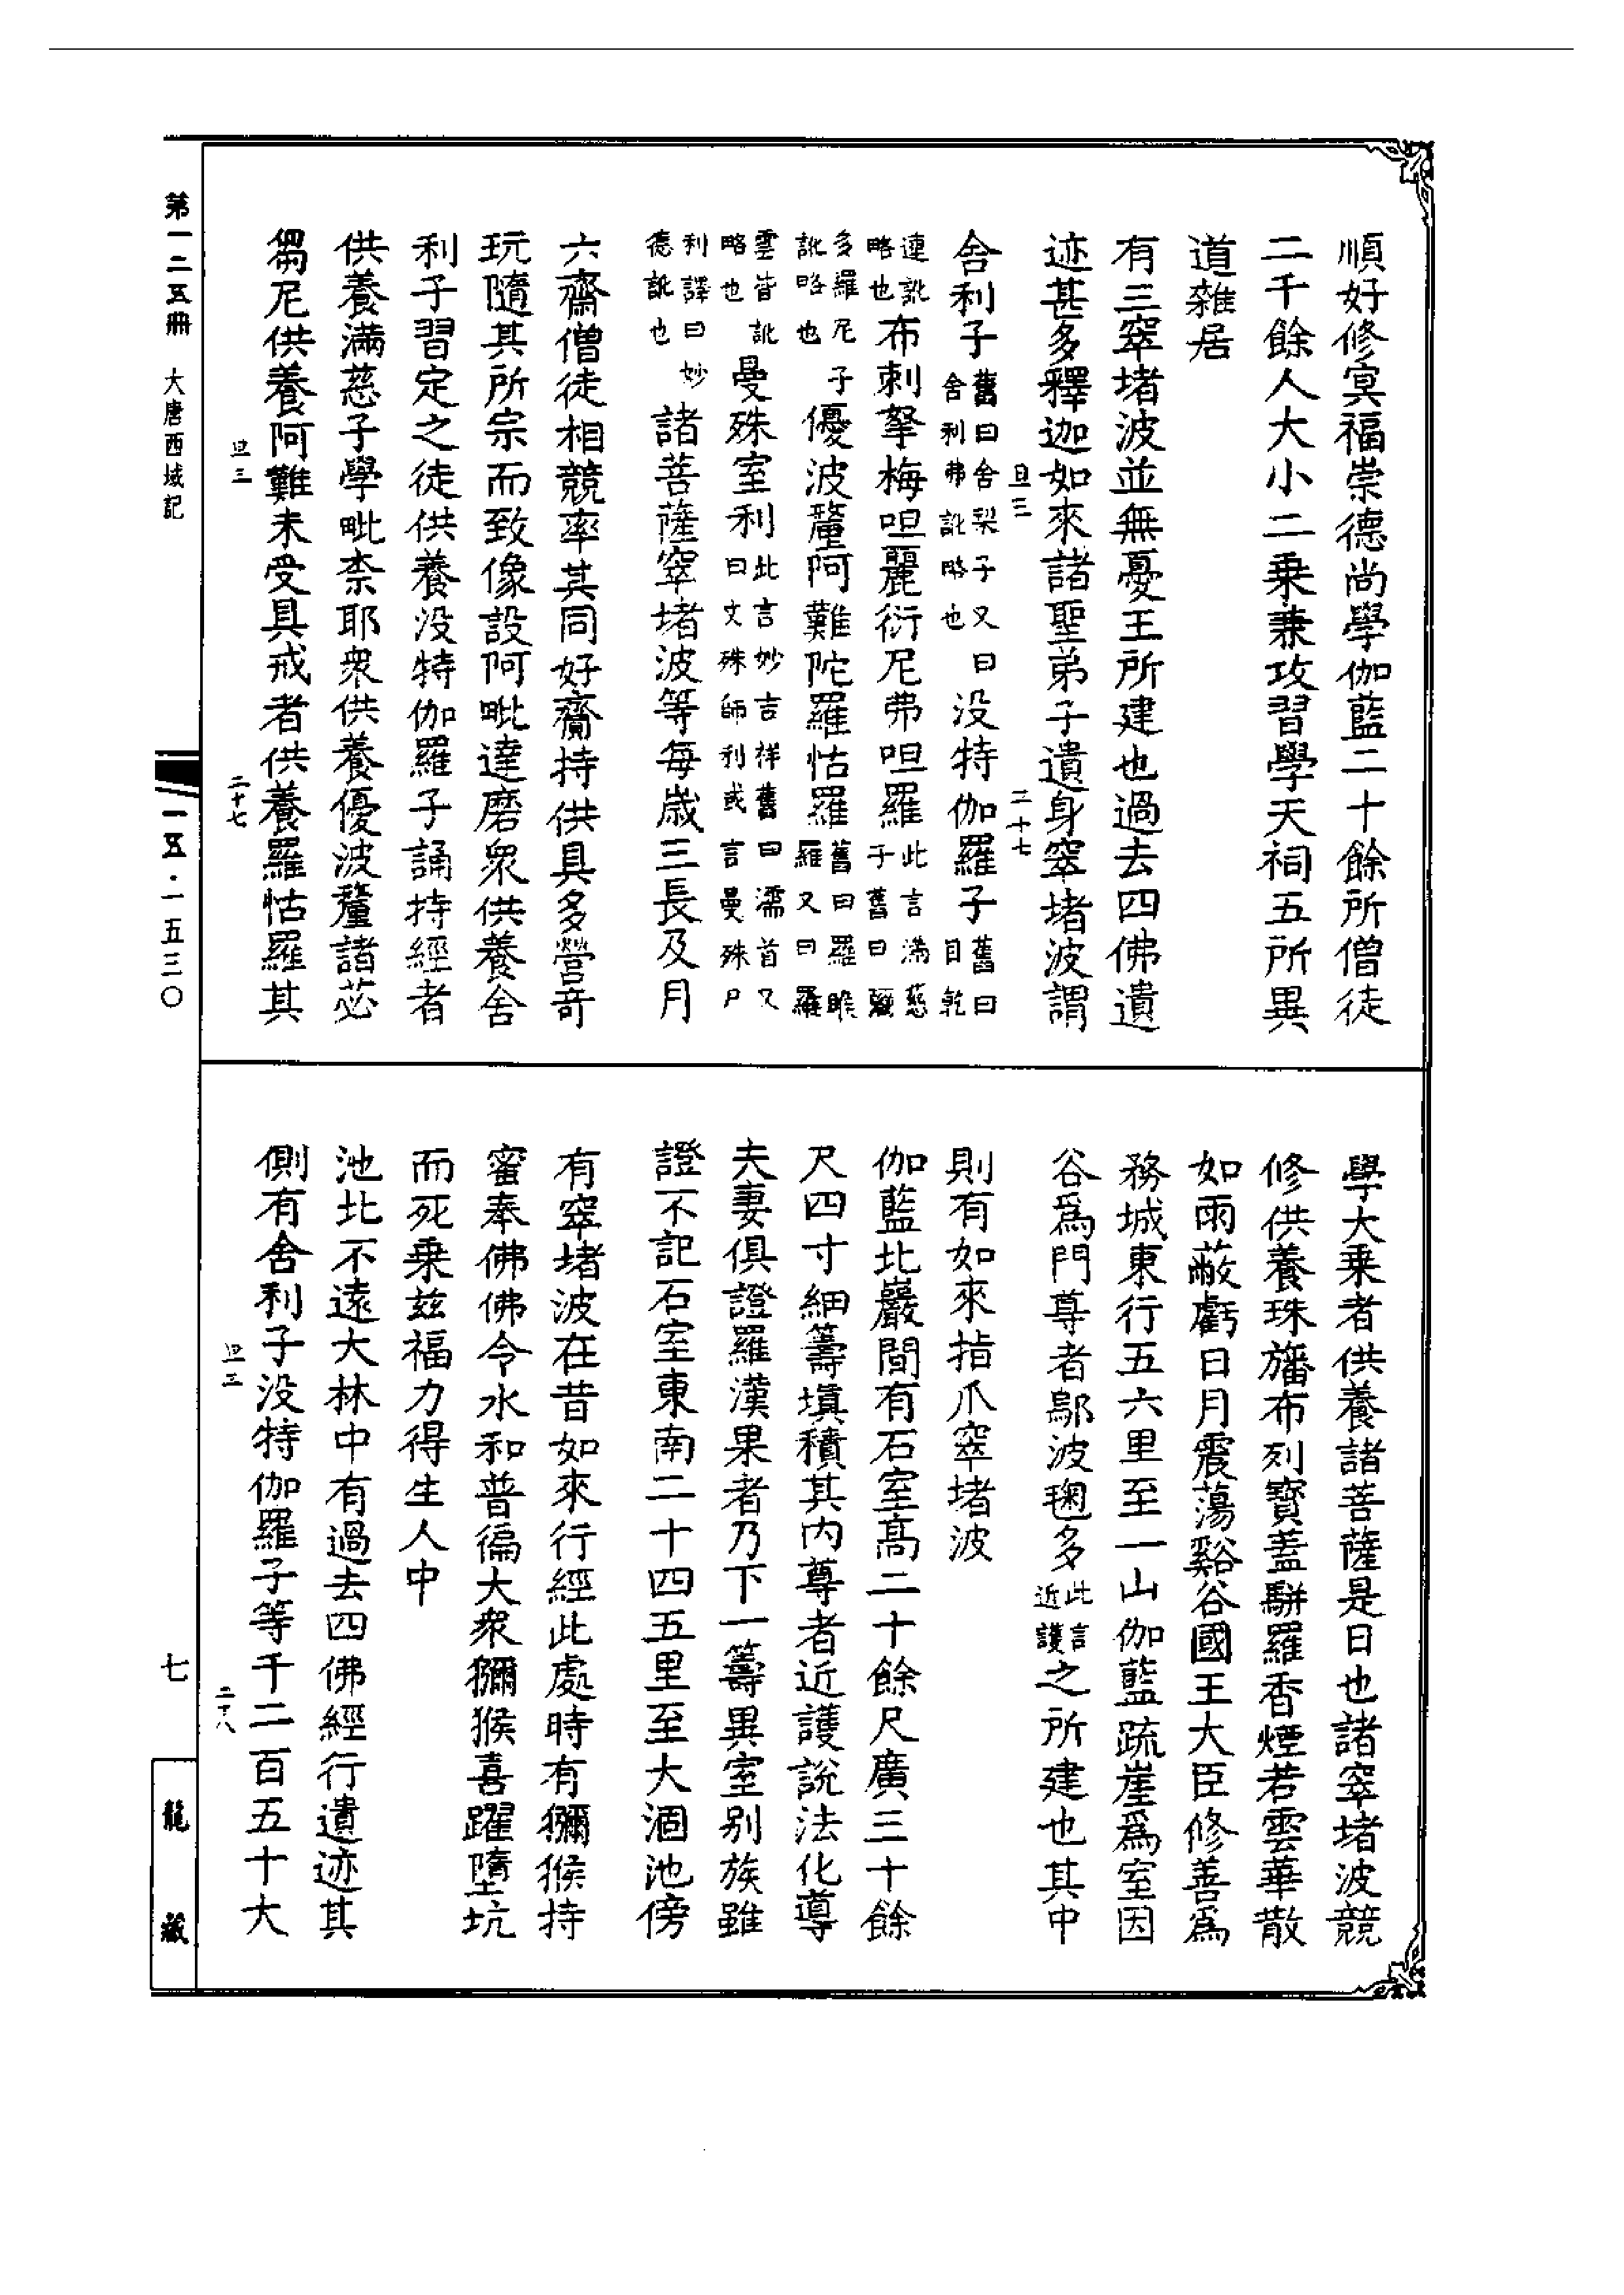 順好修冥福崇德尚學伽藍二十餘所僧徒
二千餘人大小二乗兼攻習學天祠五所異
道雜居
有三窣堵波並無憂王所建也過去四佛遺
迹甚多釋迦如來諸聖弟子遺身窣堵波謂
旦三 二十七
舍利子舊曰舍梨子又曰舍利弗訛略也没特伽羅子舊曰目乾
連訛略也布剌拏梅呾麗衍尼弗呾羅此言滿慈子舊曰彌
多羅尼子訛略也優波釐阿難陀羅怙羅舊曰羅睺羅又曰羅
雲皆訛略也曼殊室利此言妙吉祥舊曰濡首又曰文殊師利或言曼殊尸
利譯曰妙德訛也諸菩薩窣堵波等每歲三長及月
六齋僧徒相競率其同好齎持供具多營奇
玩隨其所宗而致像設阿毗達磨衆供養舍
利子習定之徒供養没特伽羅子誦持經者
供養滿慈子學毗柰耶衆供養優波釐諸苾
芻尼供養阿難未受具戒者供養羅怙羅其
旦三 二十七
學大乗者供養諸菩薩是日也諸窣堵波競
修供養珠旛布列寶蓋駢羅香煙若雲華散
如雨蔽虧日月震蕩谿谷國王大臣修善爲
務城東行五六里至一山伽藍疏崖爲室因
谷爲門尊者鄔波毱多此言近護之所建也其中
則有如來指爪窣堵波
伽藍北巖間有石室高二十餘尺廣三十餘
尺四寸細籌塡積其内尊者近護說法化導
夫妻俱證羅漢果者乃下一籌異室别族雖
證不記石室東南二十四五里至大涸池傍
有窣堵波在昔如來行經此處時有獼猴持
蜜奉佛佛令水和普徧大衆獼猴喜躍墮坑
而死乗兹福力得生人中
池北不遠大林中有過去四佛經行遺迹其
側有舍利子没特伽羅子等千二百五十大
旦三 二十八
第一二五冊 大唐西域記 一五·一五三〇 七 龍藏